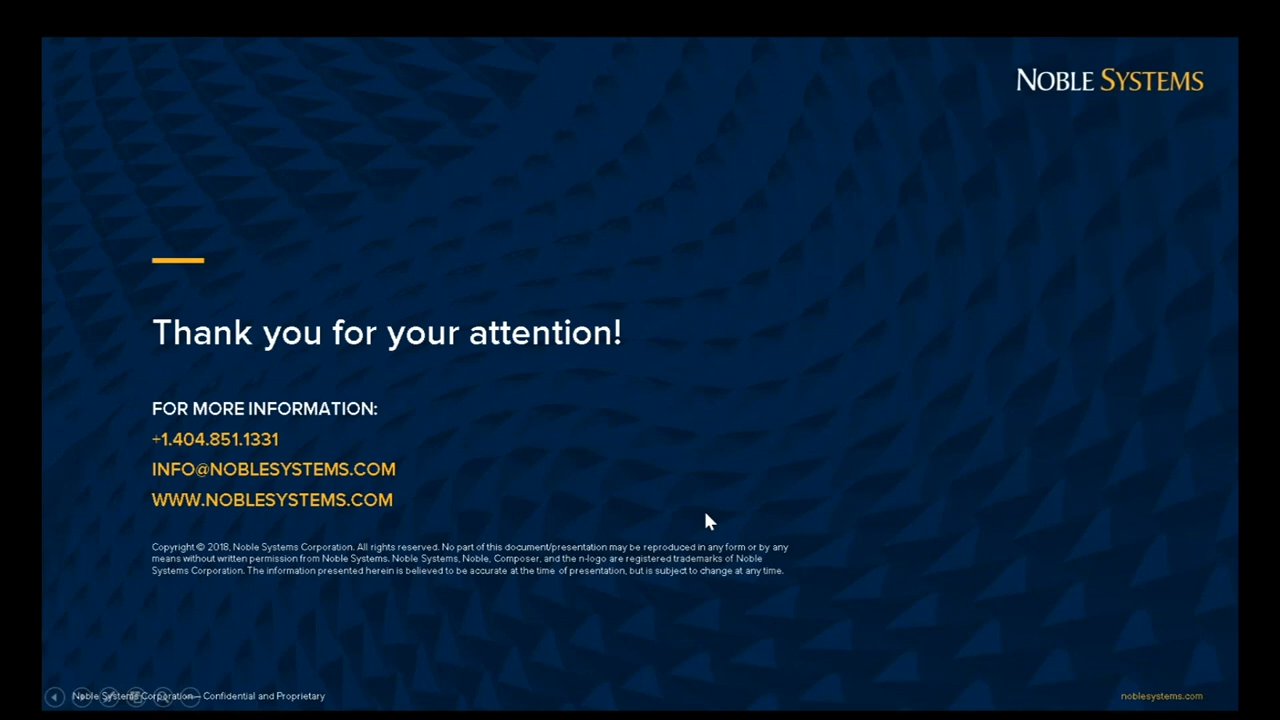 NOBLE SYSTEMS
Thank you for your attention!
FOR MORE INFORMATION:
+1.404.851.1331
INFO@NOBLESYSTEMS.COM
WWW.NOBLESYSTEMS.COM
Copyright © 2018, Noble Systems Corporation. All rights reserved. No part of this document/presentation may be reproduced in any form or by any
means without written permission from Noble Systems. Noble Systems, Noble, Composer, and the n-logo are registered trademarks of Noble
Systems Corporation. The information presented herein is believed to be accurate at the time of presentation, but is subject to change at any time.
Noble Systems Corporation – Confidential and Proprietary
noblesystems.com